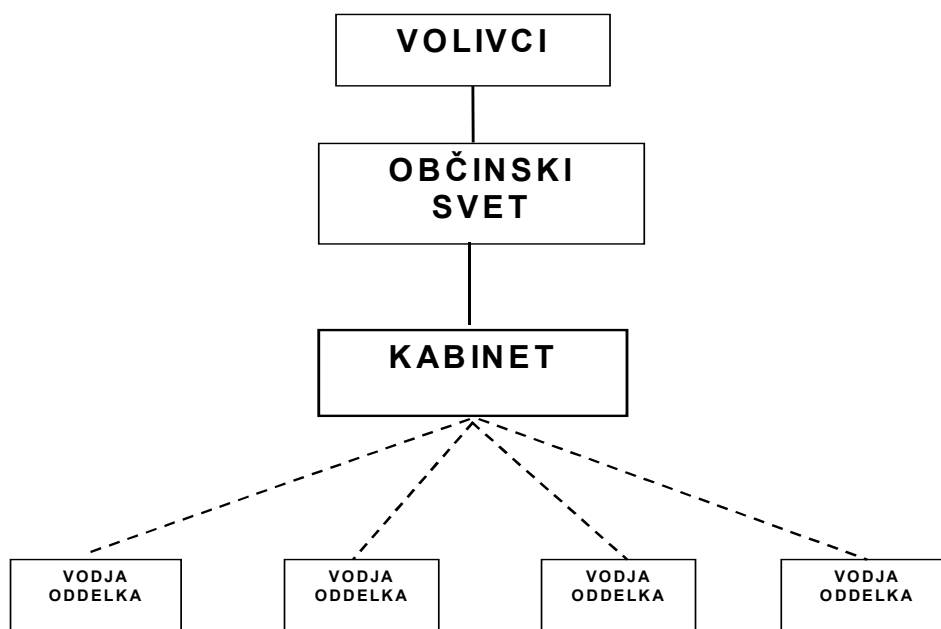 VOLIVCI
OBČINSKI
SVET
KABINET
VODJA
ODDELKA
VODJA
ODDELKA
VODJA
ODDELKA
VODJA
ODDELKA